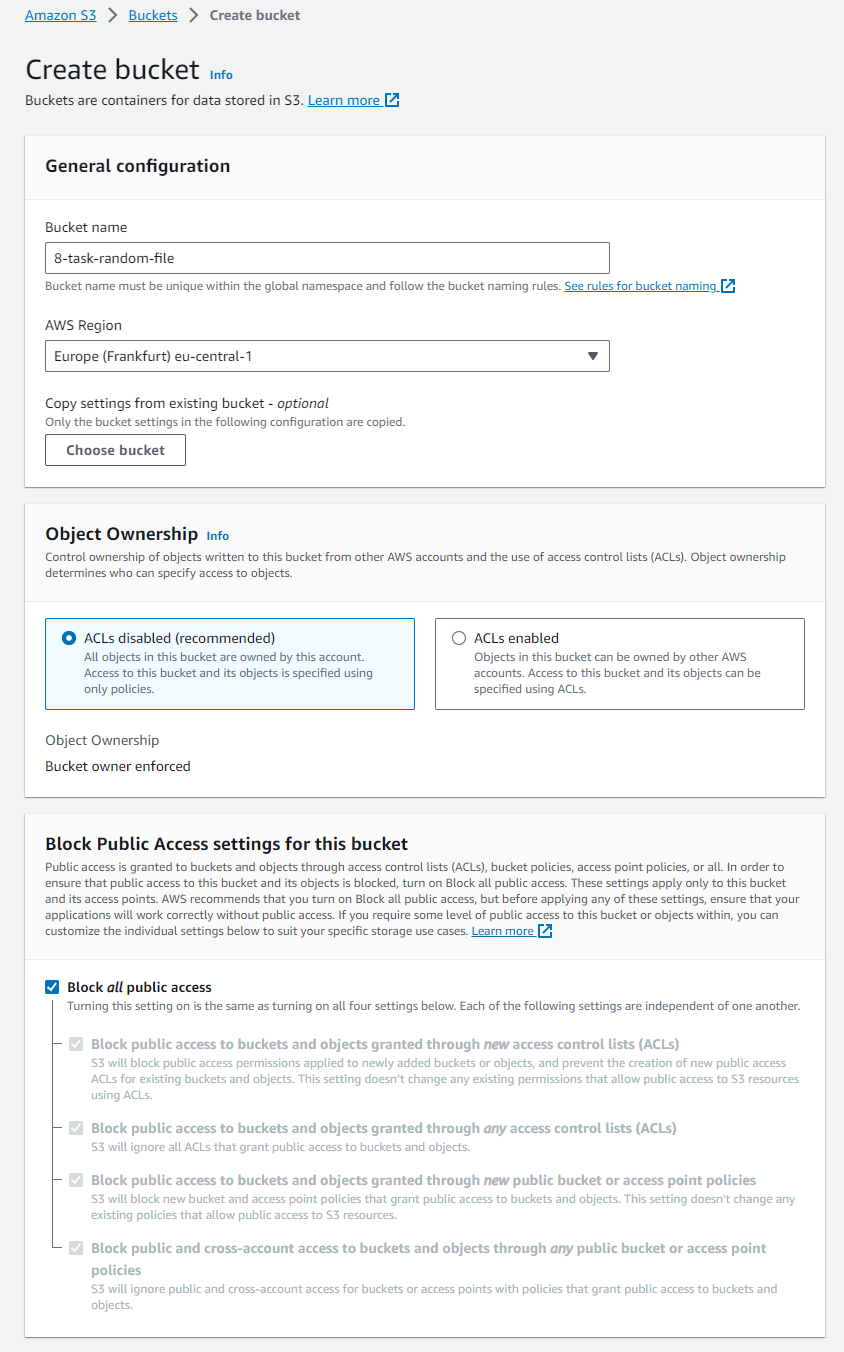 Amazon S3 > Buckets > Create bucket
Create bucket Info
Buckets are containers for data stored in S3. Learn more
General configuration
Bucket name
8-task-random-file
Bucket name must be unique within the global namespace and follow the bucket naming rules. See rules for bucket naming
AWS Region
Europe (Frankfurt) eu-central-1
Copy settings from existing bucket - optional
Only the bucket settings in the following configuration are copied.
Choose bucket
Object Ownership Info
Control ownership of objects written to this bucket from other AWS accounts and the use of access control lists (ACLs). Object ownership
determines who can specify access to objects.
ACLs disabled (recommended)
All objects in this bucket are owned by this account.
Access to this bucket and its objects is specified using
only policies.
ACLs enabled
Objects in this bucket can be owned by other AWS
accounts. Access to this bucket and its objects can be
specified using ACLs.
Object Ownership
Bucket owner enforced
Block Public Access settings for this bucket
Public access is granted to buckets and objects through access control lists (ACLs), bucket policies, access point policies, or all. In order to
ensure that public access to this bucket and its objects is blocked, turn on Block all public access. These settings apply only to this bucket
and its access points. AWS recommends that you turn on Block all public access, but before applying any of these settings, ensure that your
applications will work correctly without public access. If you require some level of public access to this bucket or objects within, you can
customize the individual settings below to suit your specific storage use cases. Learn more
Block all public access
Turning this setting on is the same as turning on all four settings below. Each of the following settings are independent of one another.
Block public access to buckets and objects granted through new access control lists (ACLs)
S3 will block public access permissions applied to newly added buckets or objects, and prevent the creation of new public access
ACLs for existing buckets and objects. This setting doesn't change any existing permissions that allow public access to S3 resources
using ACLs.
Block public access to buckets and objects granted through any access control lists (ACLs)
S3 will ignore all ACLs that grant public access to buckets and objects.
Block public access to buckets and objects granted through new public bucket or access point policies
S3 will block new bucket and access point policies that grant public access to buckets and objects. This setting doesn't change any
existing policies that allow public access to S3 resources.
Block public and cross-account access to buckets and objects through any public bucket or access point
policies
S3 will ignore public and cross-account access for buckets or access points with policies that grant public access to buckets and
objects.